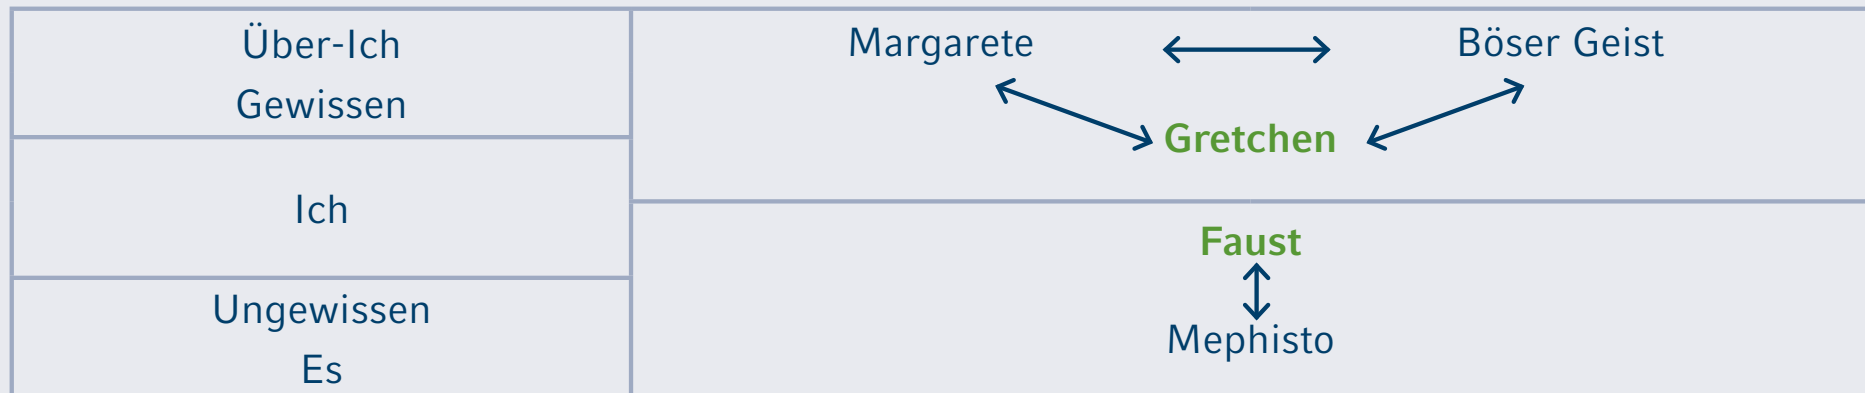 Über-Ich
Gewissen
Ich
Ungewissen
Es
Margarete
Böser Geist
Gretchen
Faust
Mephisto